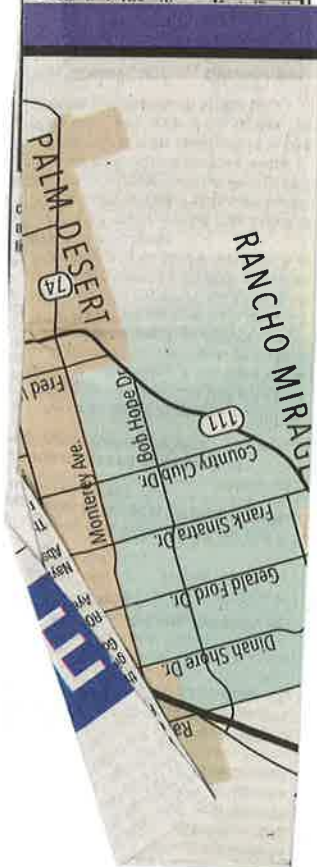 PALM DESERT
74
RANCHO MIRAGE
111
Fred
Monterey Ave.
Bob Hope Dr.
Country Club Dr.
Frank Sinatra Dr.
Gerald Ford Dr.
Dinah Shore Dr.
Ra